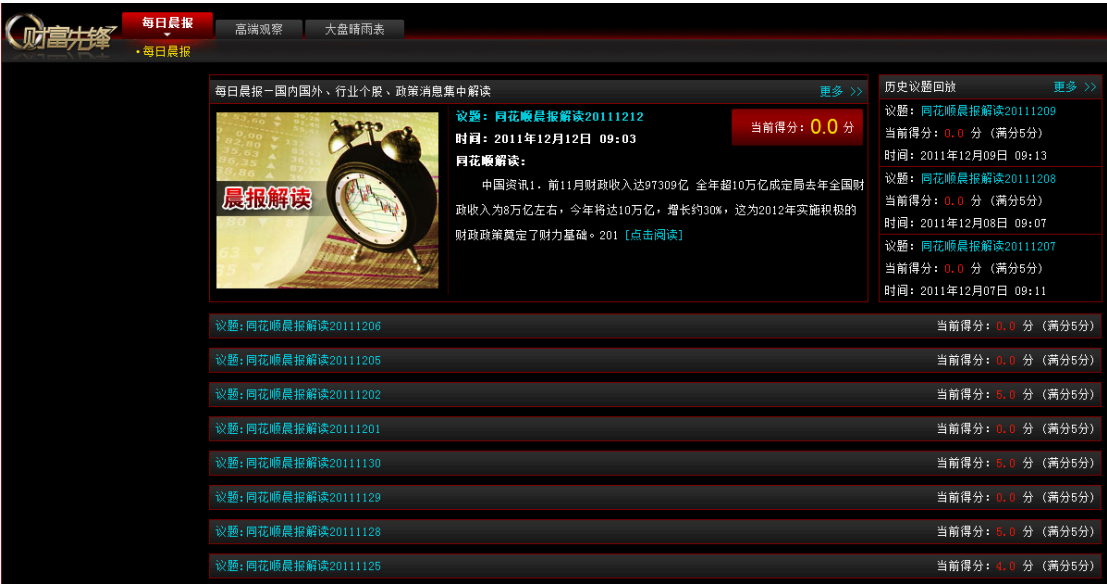 财富先锋
每日晨报
高端观察
大盘晴雨表
•每日晨报
每日晨报－国内国外、行业个股、政策消息集中解读
更多 >>
晨报解读
议题：同花顺晨报解读20111212
时间：2011年12月12日 09:03
当前得分：0.0 分
同花顺解读：
中国资讯1．前11月财政收入达97309亿 全年超10万亿成定局去年全国财
政收入为8万亿左右，今年将达10万亿，增长约30%，这为2012年实施积极的
财政政策奠定了财力基础。201 [点击阅读]
历史议题回放
更多 >>
议题：同花顺晨报解读20111209
当前得分：0.0 分 （满分5分）
时间：2011年12月09日 09:13
议题：同花顺晨报解读20111208
当前得分：0.0 分 （满分5分）
时间：2011年12月08日 09:07
议题：同花顺晨报解读20111207
当前得分：0.0 分 （满分5分）
时间：2011年12月07日 09:11
议题：同花顺晨报解读20111206 当前得分：0.0 分 （满分5分）
议题：同花顺晨报解读20111205 当前得分：0.0 分 （满分5分）
议题：同花顺晨报解读20111202 当前得分：5.0 分 （满分5分）
议题：同花顺晨报解读20111201 当前得分：0.0 分 （满分5分）
议题：同花顺晨报解读20111130 当前得分：5.0 分 （满分5分）
议题：同花顺晨报解读20111129 当前得分：0.0 分 （满分5分）
议题：同花顺晨报解读20111128 当前得分：5.0 分 （满分5分）
议题：同花顺晨报解读20111125 当前得分：4.0 分 （满分5分）